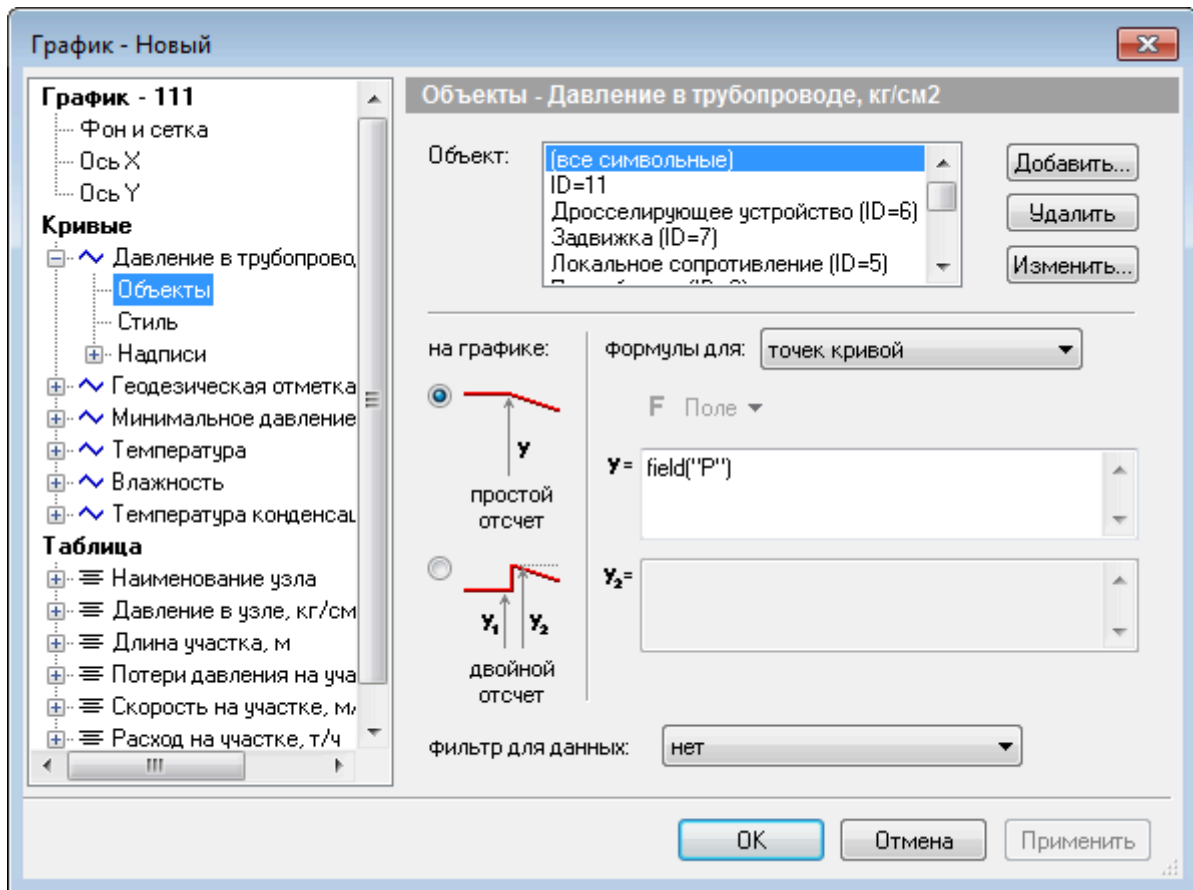 График - Новый
График - 111
Фон и сетка
Ось X
Ось Y
Кривые
Давление в трубопровод
Объекты
Стиль
Надписи
Геодезическая отметка
Минимальное давление
Температура
Влажность
Температура конденсац
Таблица
Наименование узла
Давление в узле, кг/см
Длина участка, м
Потери давления на уча
Скорость на участке, м/
Расход на участке, т/ч
Объекты - Давление в трубопроводе, кг/см2
Объект:
(все символьные)
ID=11
Дросселирующее устройство (ID=6)
Задвижка (ID=7)
Локальное сопротивление (ID=5)
Добавить...
Удалить
Изменить...
на графике:
y
простой
отсчет
y1 y2
двойной
отсчет
формулы для: точек кривой
F Поле
y= field("P")
y2=
фильтр для данных: нет
OK Отмена Применить